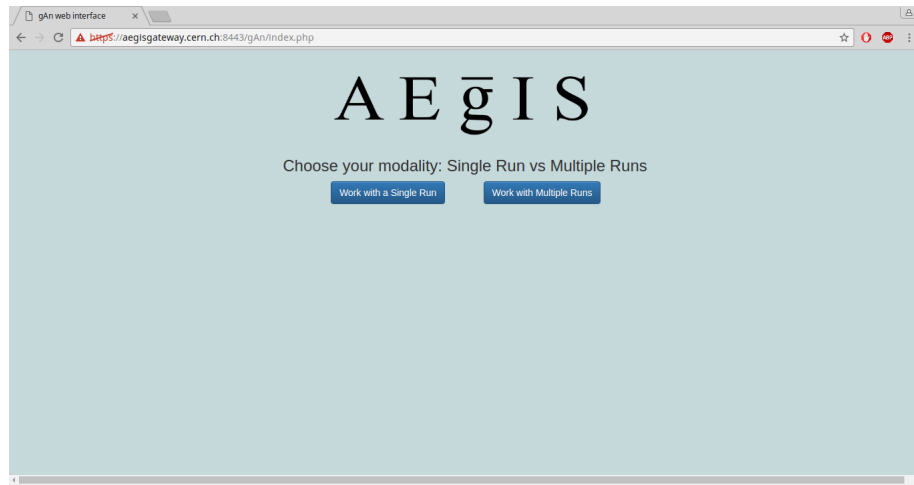 gAn web interface
https://aegisgateway.cern.ch:8443/gAn/index.php
ABP
A E g̅ I S
Choose your modality: Single Run vs Multiple Runs
Work with a Single Run
Work with Multiple Runs